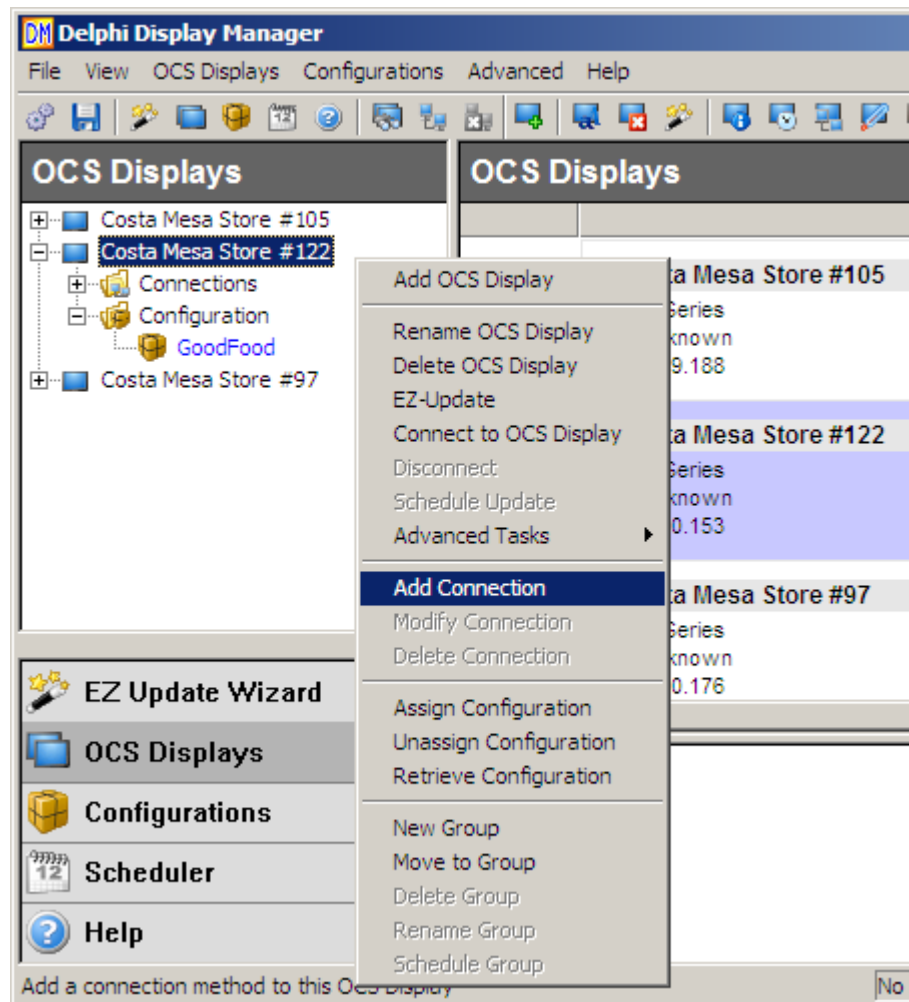 DM Delphi Display Manager
File View OCS Displays Configurations Advanced Help
OCS Displays
Costa Mesa Store #105
Costa Mesa Store #122
Connections
Configuration
GoodFood
Costa Mesa Store #97
Add OCS Display
Rename OCS Display
Delete OCS Display
EZ-Update
Connect to OCS Display
Disconnect
Schedule Update
Advanced Tasks
Add Connection
Modify Connection
Delete Connection
Assign Configuration
Unassign Configuration
Retrieve Configuration
New Group
Move to Group
Delete Group
Rename Group
Schedule Group
OCS Displays
ta Mesa Store #105
Series
known
9.188
ta Mesa Store #122
Series
known
0.153
ta Mesa Store #97
Series
known
0.176
EZ Update Wizard
OCS Displays
Configurations
12
Scheduler
Help
Add a connection method to this OCS Display
No